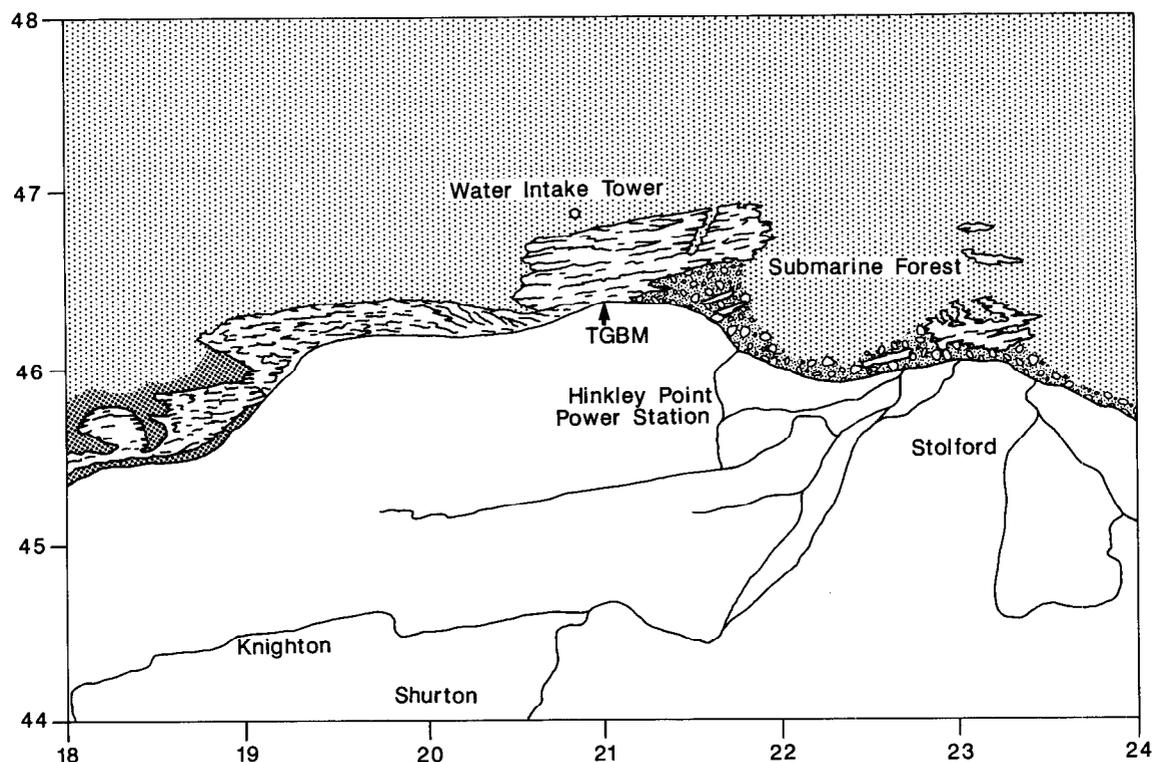 48
47
Water Intake Tower
Submarine Forest
TGBM
46
Hinkley Point
Power Station
Stolford
45
Knighton
Shurton
44
18 19 20 21 22 23 24